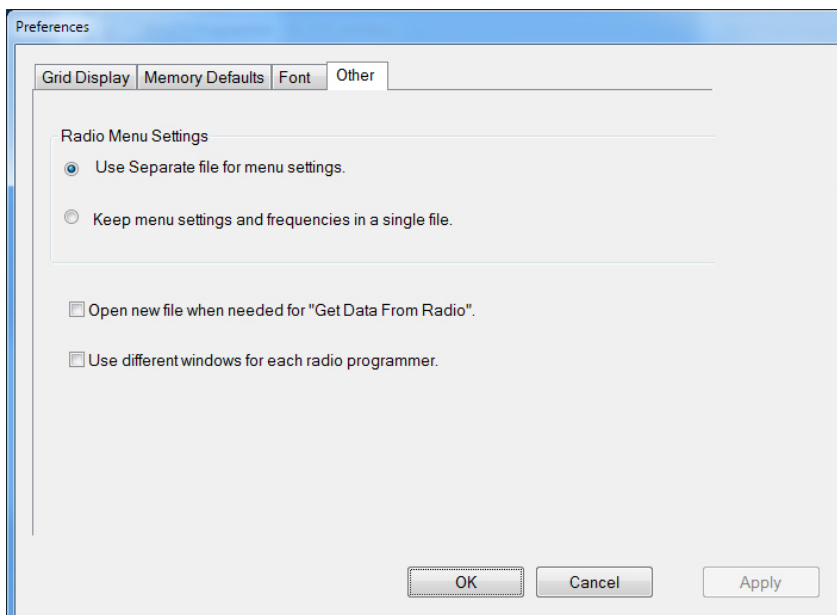 Preferences
Grid Display Memory Defaults Font Other
Radio Menu Settings
Use Separate file for menu settings.
Keep menu settings and frequencies in a single file.
Open new file when needed for "Get Data From Radio".
Use different windows for each radio programmer.
OK Cancel Apply